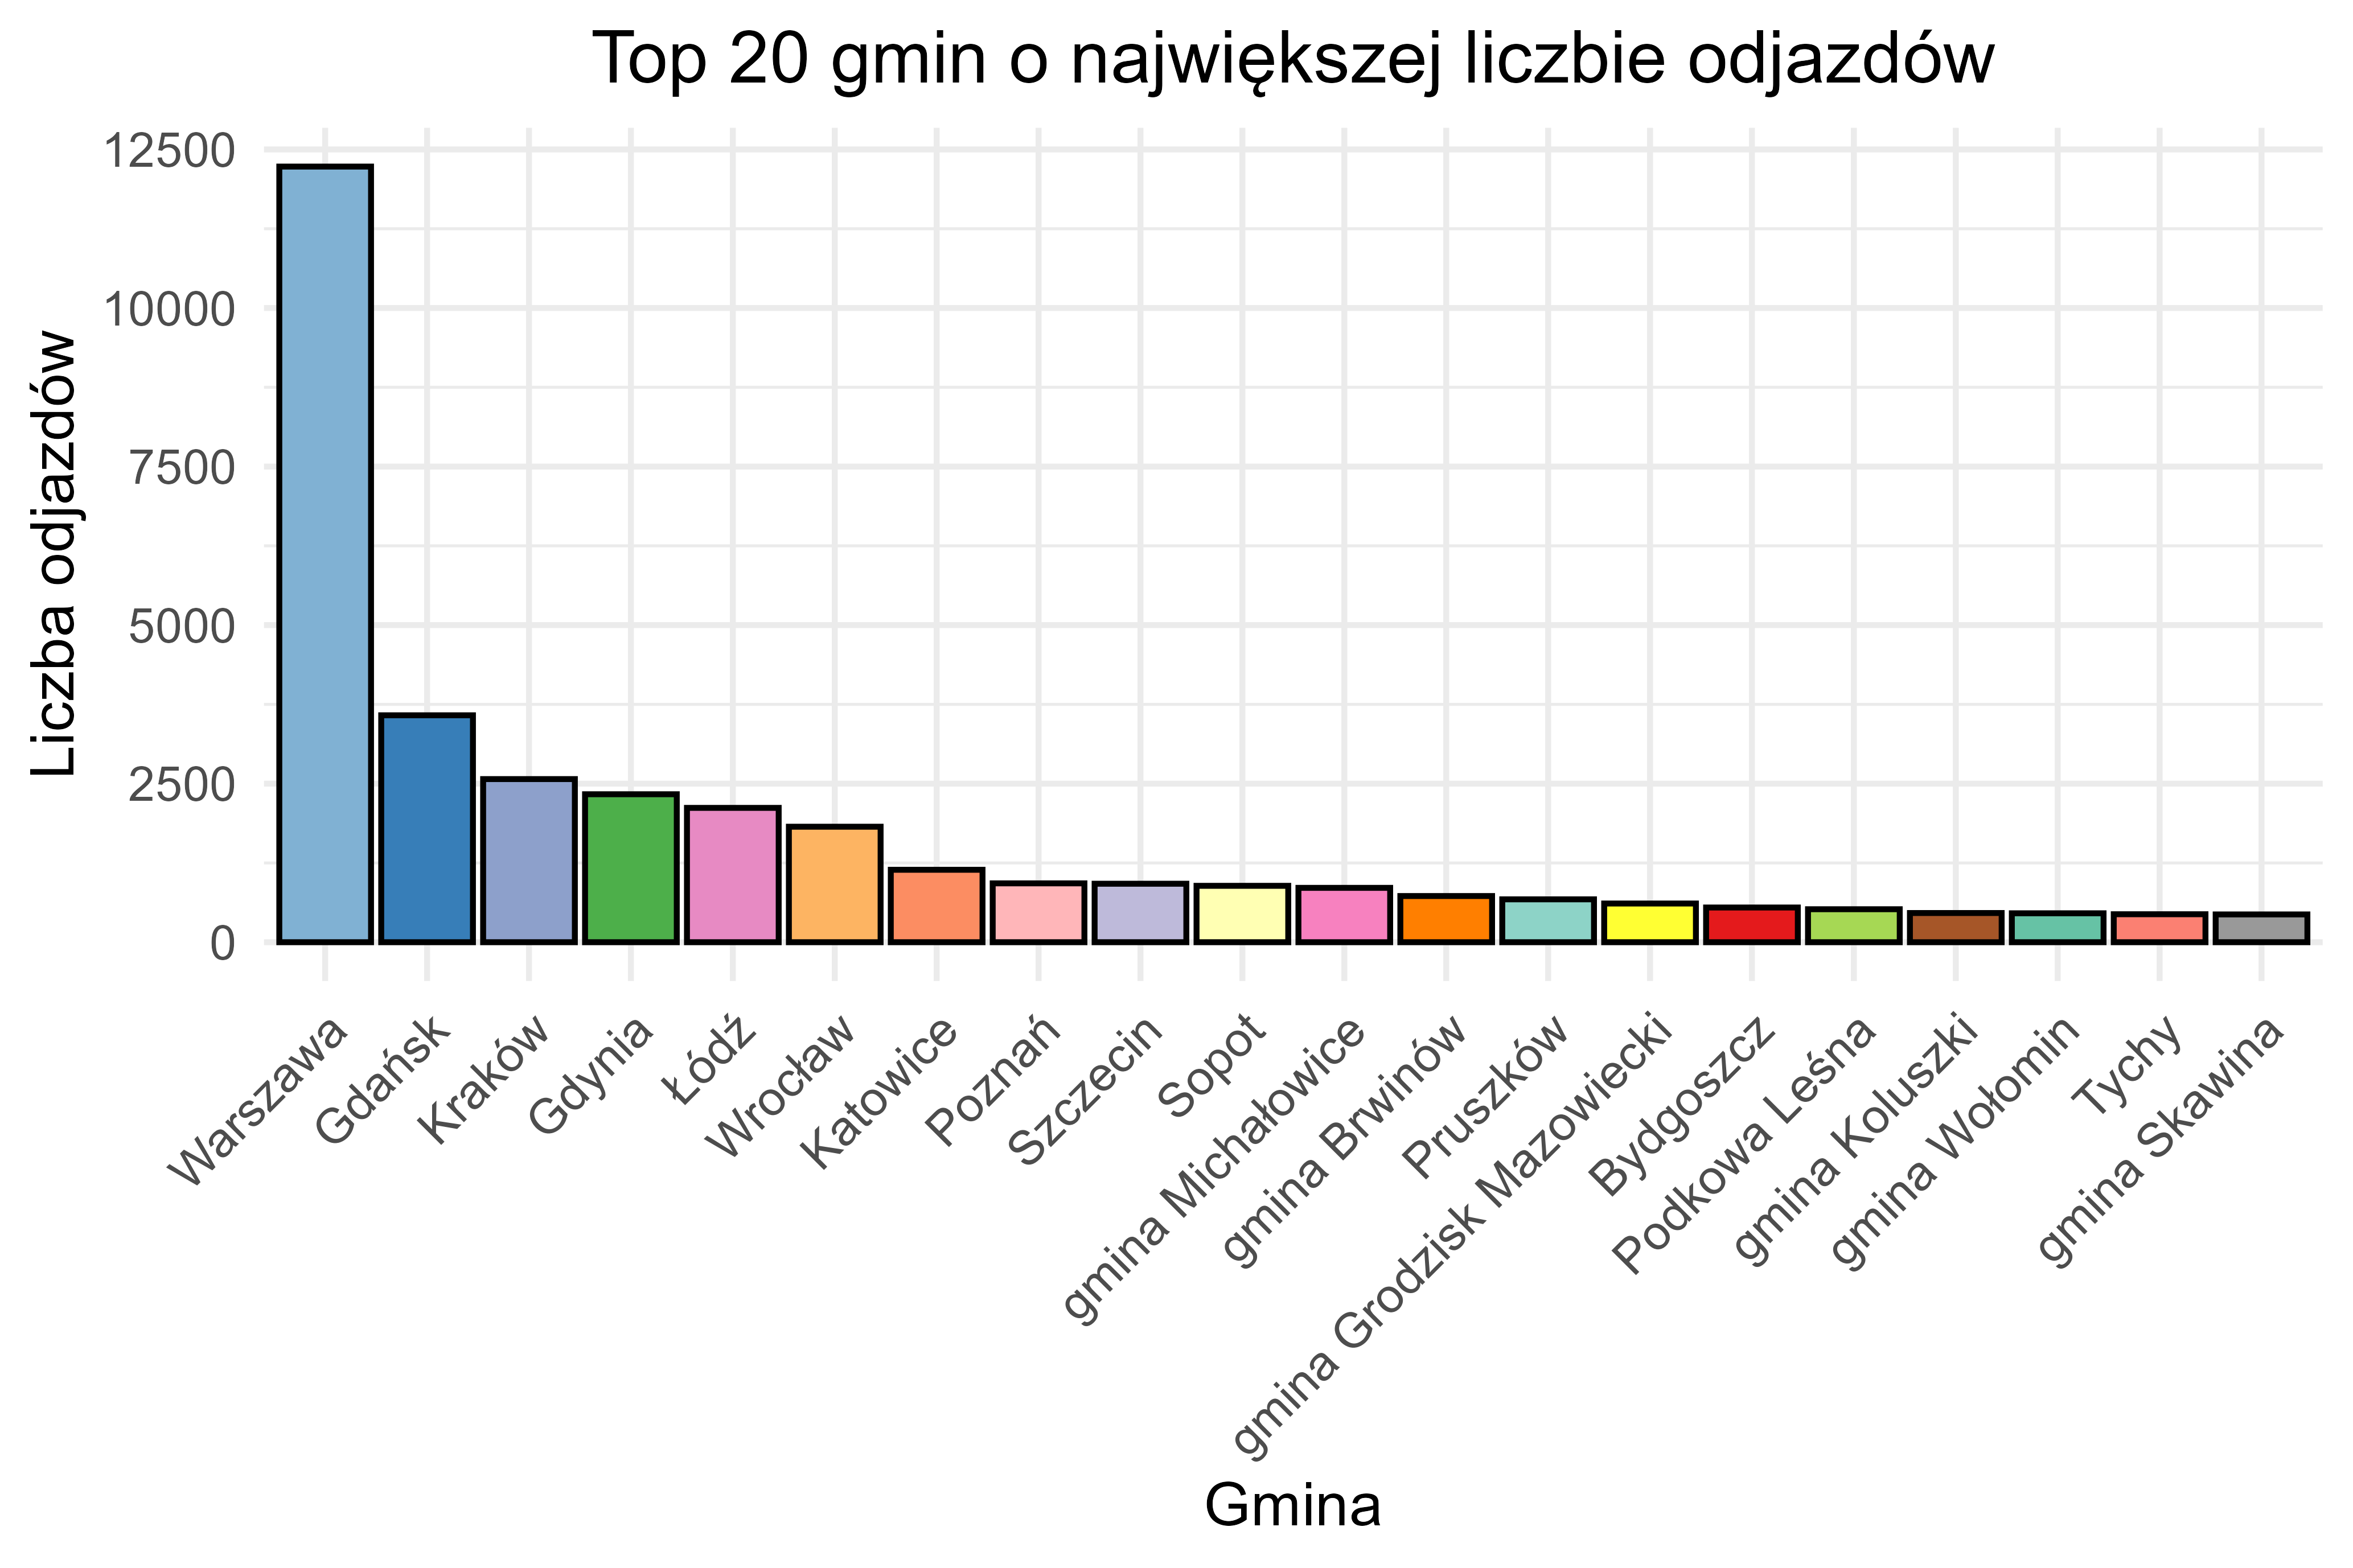 Top 20 gmin o największej liczbie odjazdów
Liczba odjazdów
12500
10000
7500
5000
2500
0
Warszawa
Gdańsk
Kraków
Gdynia
Łódź
Wrocław
Katowice
Poznań
Szczecin
Sopot
gmina Michałowice
gmina Brwinów
Pruszków
gmina Grodzisk Mazowiecki
Bydgoszcz
Podkowa Leśna
gmina Koluszki
gmina Wołomin
Tychy
gmina Skawina
Gmina